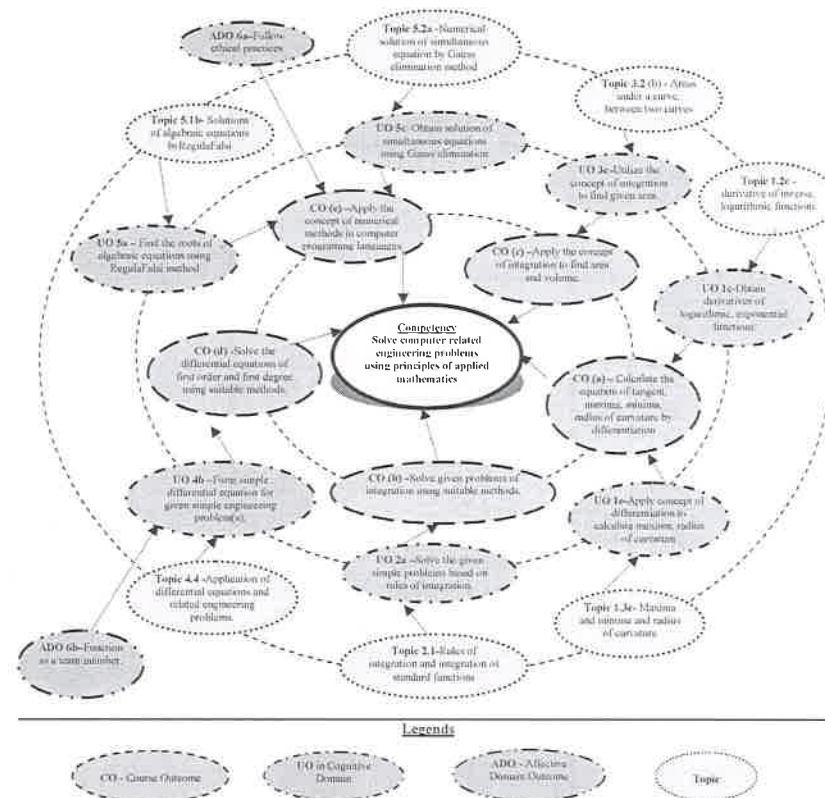 ADO 6a-Follow
ethical practices
Topic 5.2a -Numerical
solution of simultaneous
equation by Gauss
elimination method
Topic 3.2 (b) - Areas
under a curve,
between two curves
Topic 5.1b- Solutions
of algebraic equations
by RegulaFalsi
UO 5c- Obtain solution of
simultaneous equations
using Gauss elimination
UO 3c-Utilize the
concept of integration
to find given area.
Topic 1.2c -
derivative of inverse,
logarithmic functions.
CO (e) –Apply the
concept of numerical
methods in computer
programing languages
UO 5a – Find the roots of
algebraic equations using
RegulaFalsi method
CO (c) –Apply the concept
of integration to find area
and volume.
UO 1c-Obtain
derivatives of
logarithmic, exponential
functions
Competency
Solve computer related
engineering problems
using principles of applied
mathematics
CO (d) -Solve the
differential equations of
first order and first degree
using suitable methods.
CO (a) – Calculate the
equation of tangent,
maxima, minima,
radius of curvature by
differentiation
UO 4b –Form simple
differential equation for
given simple engineering
problem(s).
CO (b) –Solve given problems of
integration using suitable methods.
UO 1e-Apply concept of
differentiation to
calculate maxima, radius
of curvature
UO 2a –Solve the given
simple problems based on
rules of integration.
Topic 4.4 -Application of
differential equations and
related engineering
problems.
Topic 1.3c- Maxima
and minima and radius
of curvature
ADO 6b-Function
as a team member.
Topic 2.1-Rules of
integration and integration of
standard functions
Legends
CO - Course Outcome
UO in Cognitive
Domain
ADO - Affective
Domain Outcome
Topic